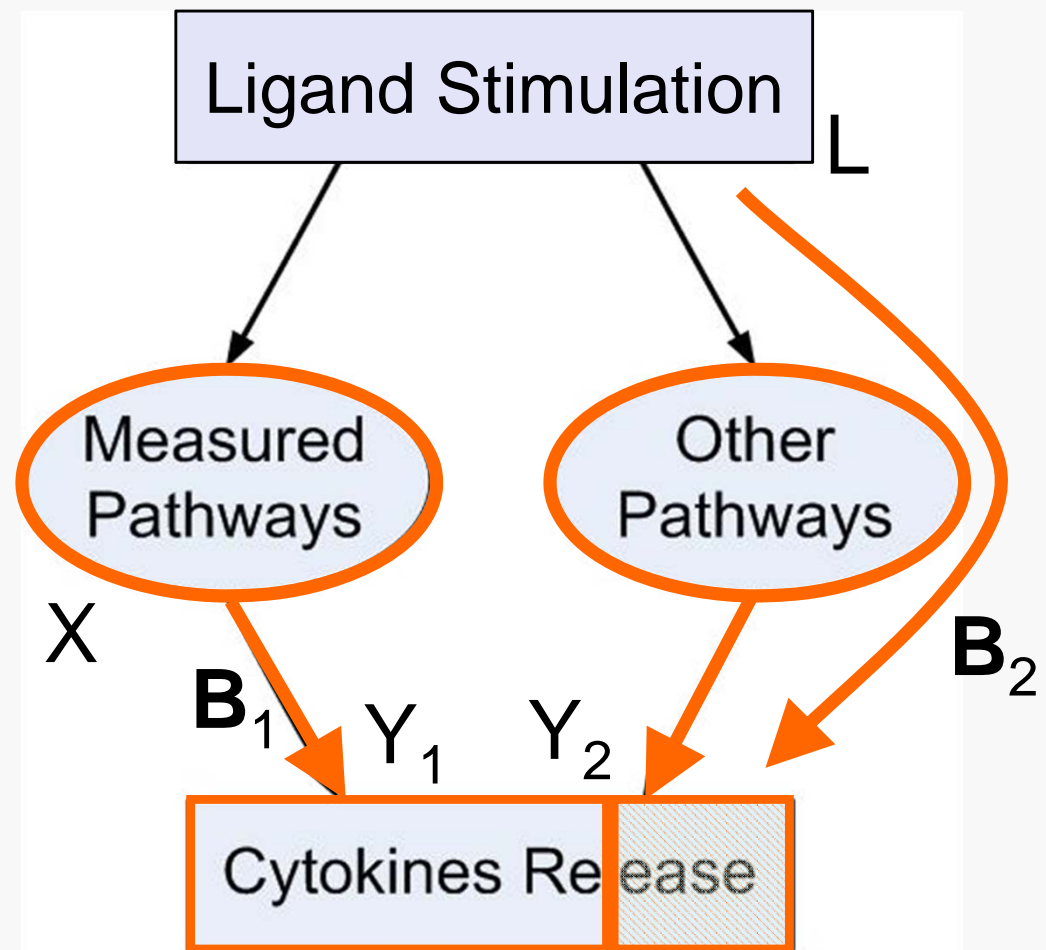 Ligand Stimulation
L
Measured
Pathways
Other
Pathways
X
B₁
Y₁
Y₂
B₂
Cytokines Release